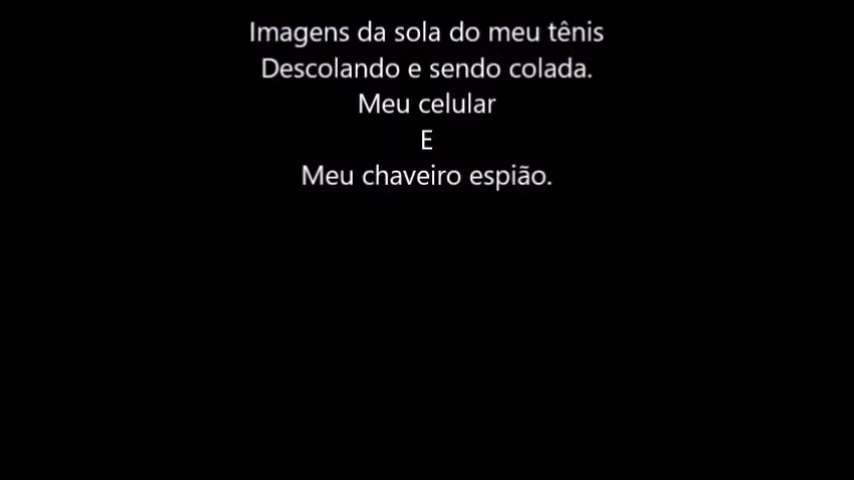 Imagens da sola do meu tênis
Descolando e sendo colada.
Meu celular
E
Meu chaveiro espião.